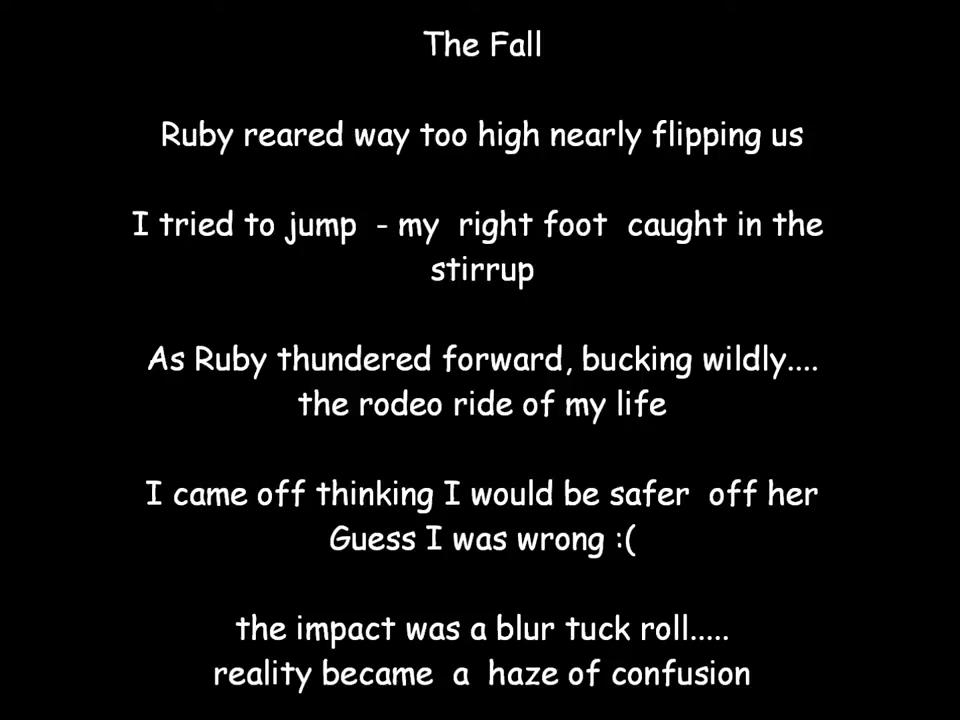 The Fall
Ruby reared way too high nearly flipping us
I tried to jump - my right foot caught in the
stirrup
As Ruby thundered forward, bucking wildly....
the rodeo ride of my life
I came off thinking I would be safer off her
Guess I was wrong :(
the impact was a blur tuck roll.....
reality became a haze of confusion